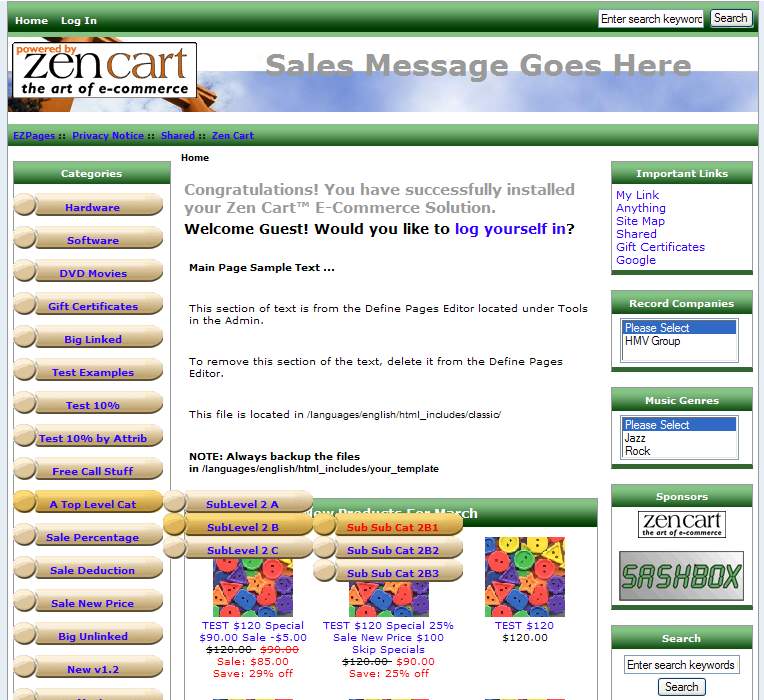 Home Log In Enter search keyword Search
powered by
zen cart
the art of e-commerce
Sales Message Goes Here
EZPages :: Privacy Notice :: Shared :: Zen Cart
Categories
Hardware
Software
DVD Movies
Gift Certificates
Big Linked
Test Examples
Test 10%
Test 10% by Attrib
Free Call Stuff
A Top Level Cat
Sale Percentage
Sale Deduction
Sale New Price
Big Unlinked
New v1.2
SubLevel 2 A
SubLevel 2 B
SubLevel 2 C
Sub Sub Cat 2B1
Sub Sub Cat 2B2
Sub Sub Cat 2B3
Home
Congratulations! You have successfully installed
your Zen Cart™ E-Commerce Solution.
Welcome Guest! Would you like to log yourself in?
Main Page Sample Text ...
This section of text is from the Define Pages Editor located under Tools
in the Admin.
To remove this section of the text, delete it from the Define Pages
Editor.
This file is located in /languages/english/html_includes/classic/
NOTE: Always backup the files
in /languages/english/html_includes/your_template
New Products For March
TEST $120 Special
$90.00 Sale -$5.00
$120.00 $90.00
Sale: $85.00
Save: 29% off
TEST $120 Special 25%
Sale New Price $100
Skip Specials
$120.00 $90.00
Save: 25% off
TEST $120
$120.00
Important Links
My Link
Anything
Site Map
Shared
Gift Certificates
Google
Record Companies
Please Select
HMV Group
Music Genres
Please Select
Jazz
Rock
Sponsors
zen cart
the art of e-commerce
SASHBOX
Search
Enter search keywords
Search